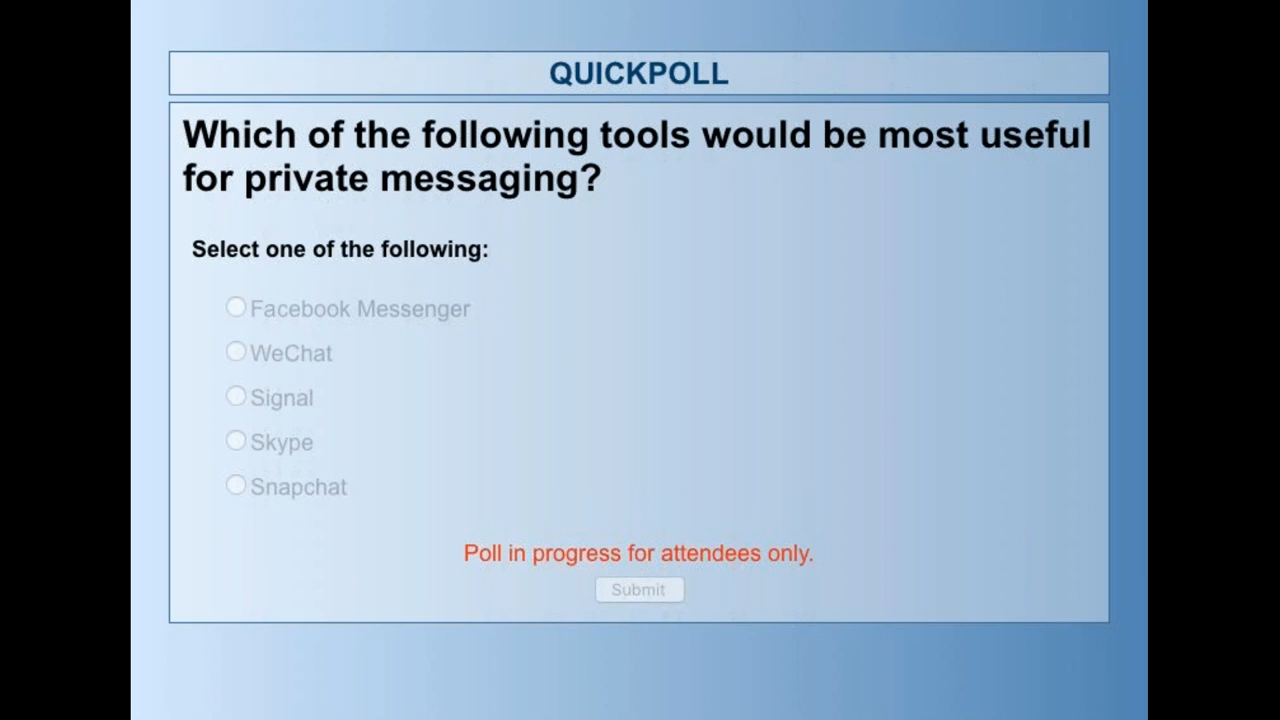 QUICKPOLL
Which of the following tools would be most useful
for private messaging?
Select one of the following:
Facebook Messenger
WeChat
Signal
Skype
Snapchat
Poll in progress for attendees only.
Submit